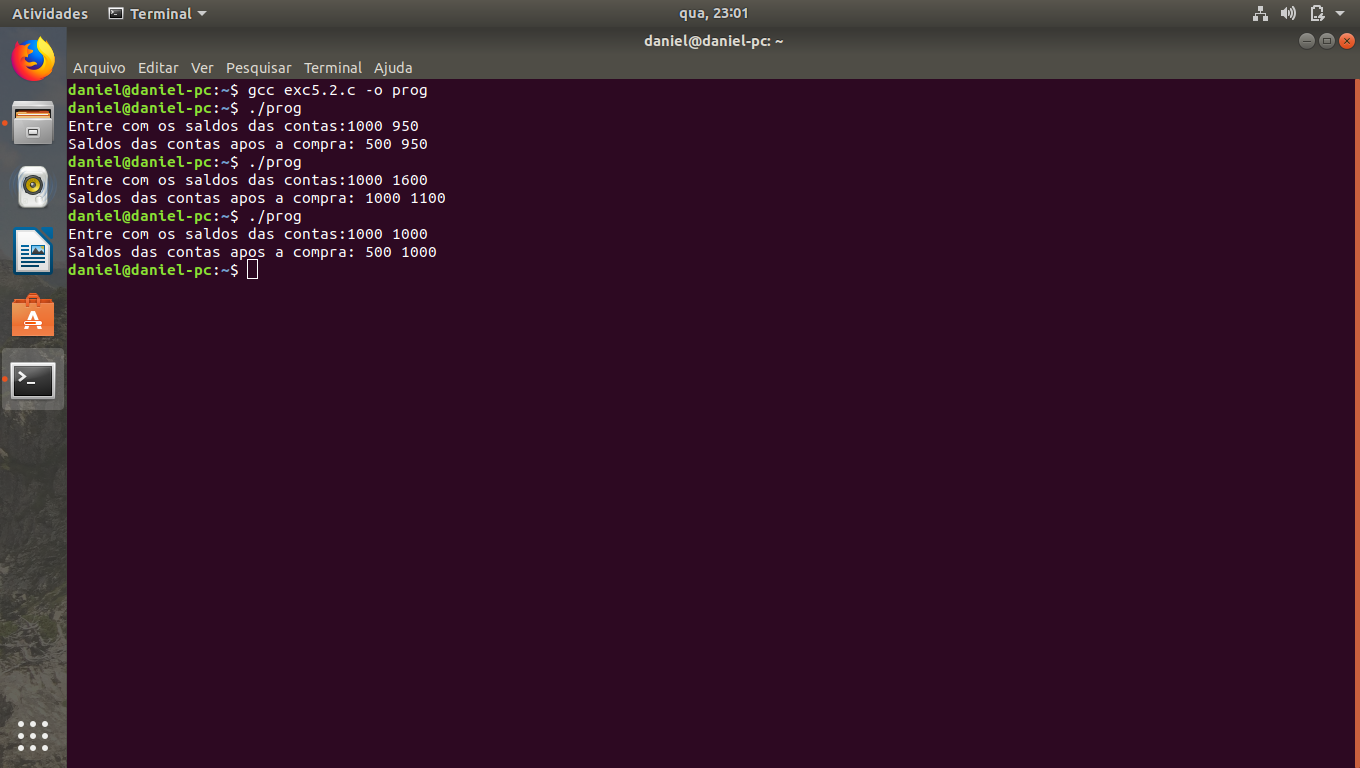 Atividades Terminal qua, 23:01
daniel@daniel-pc: ~
Arquivo Editar Ver Pesquisar Terminal Ajuda
daniel@daniel-pc:~$ gcc exc5.2.c -o prog
daniel@daniel-pc:~$ ./prog
Entre com os saldos das contas:1000 950
Saldos das contas apos a compra: 500 950
daniel@daniel-pc:~$ ./prog
Entre com os saldos das contas:1000 1600
Saldos das contas apos a compra: 1000 1100
daniel@daniel-pc:~$ ./prog
Entre com os saldos das contas:1000 1000
Saldos das contas apos a compra: 500 1000
daniel@daniel-pc:~$